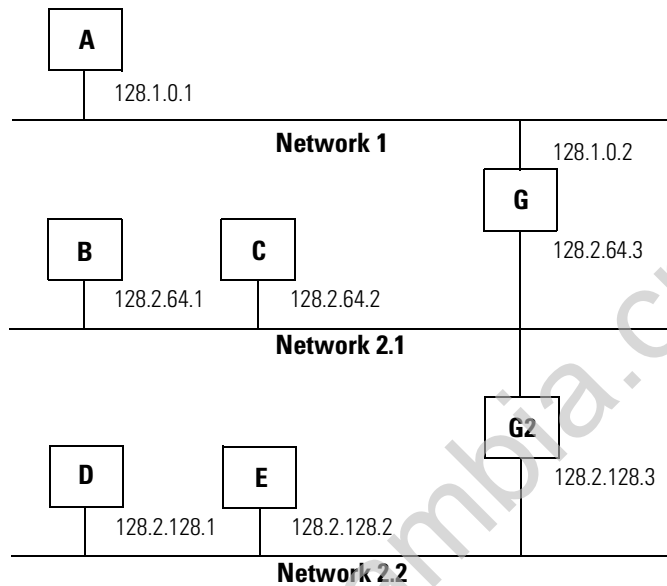 A
128.1.0.1
Network 1
128.1.0.2
G
B
C
128.2.64.3
128.2.64.1
128.2.64.2
Network 2.1
G2
D
E
128.2.128.3
128.2.128.1
128.2.128.2
Network 2.2
ambia.c